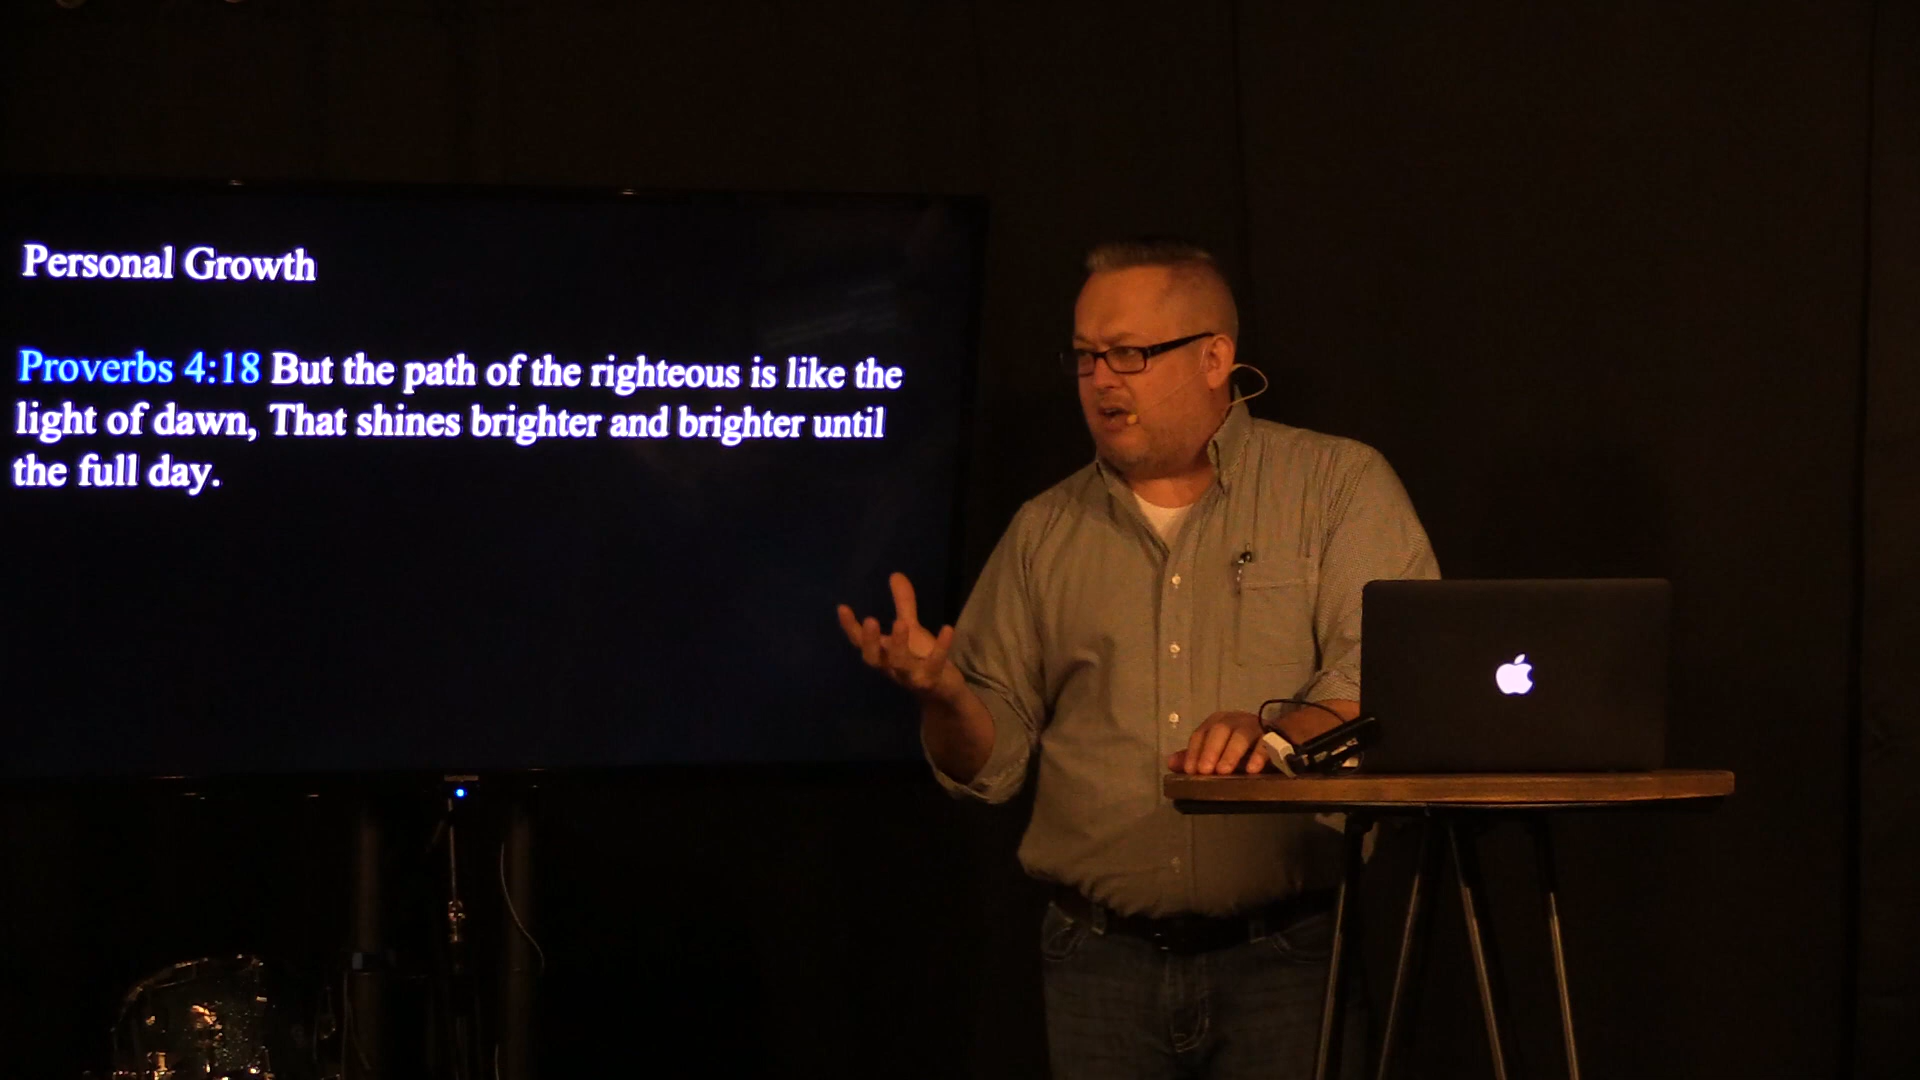 Personal Growth
Proverbs 4:18 But the path of the righteous is like the
light of dawn, That shines brighter and brighter until
the full day.